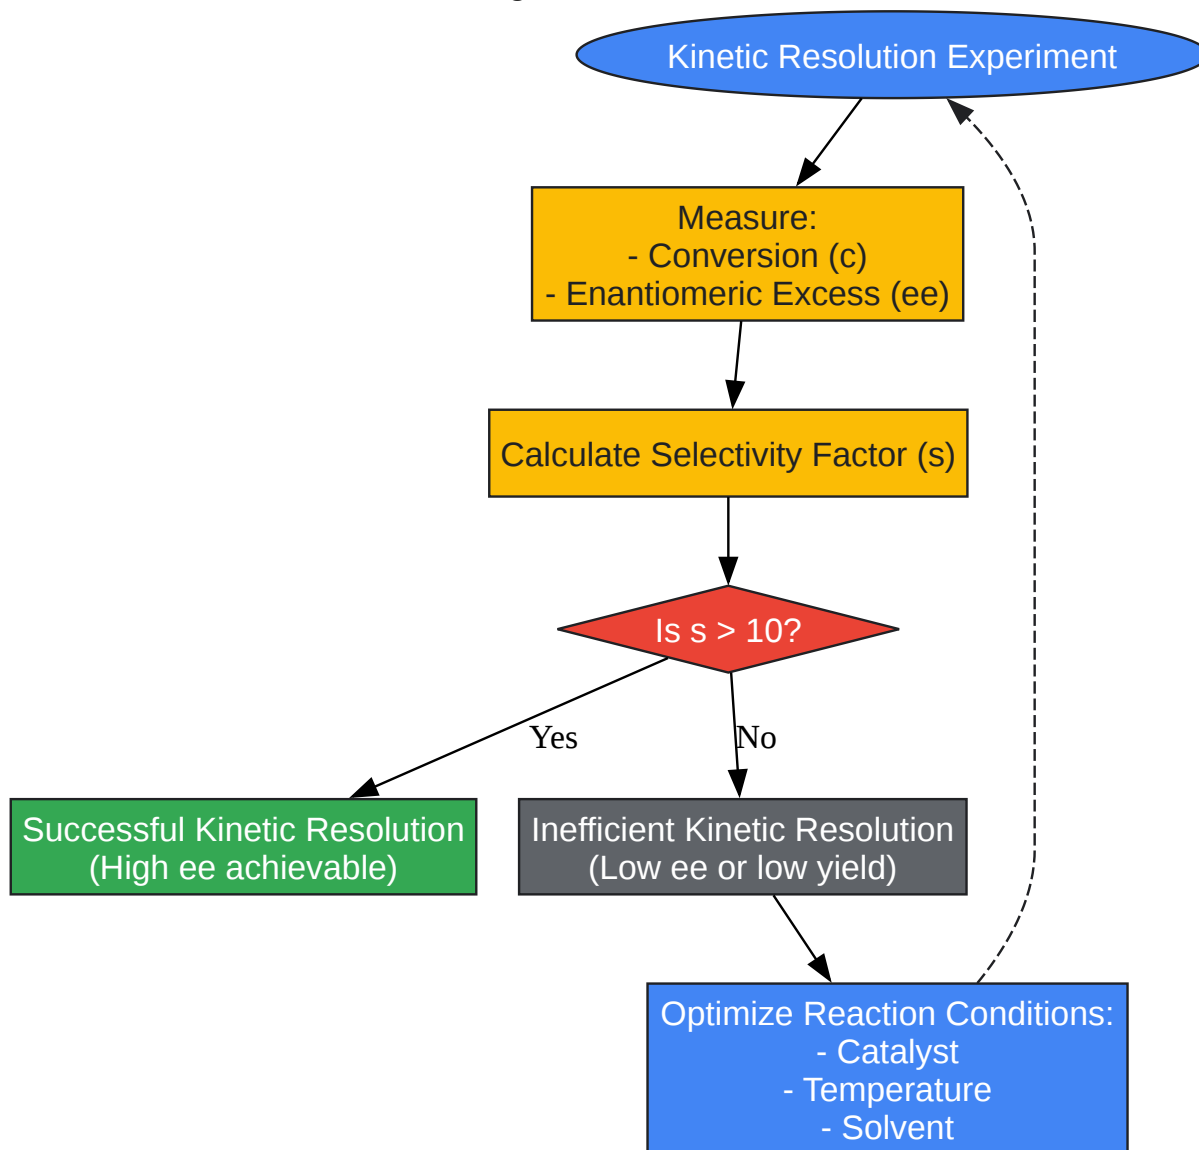 Kinetic Resolution Experiment
Measure:
- Conversion (c)
- Enantiomeric Excess (ee)
Calculate Selectivity Factor (s)
Is s > 10?
Yes
No
Successful Kinetic Resolution
(High ee achievable)
Inefficient Kinetic Resolution
(Low ee or low yield)
Optimize Reaction Conditions:
- Catalyst
- Temperature
- Solvent